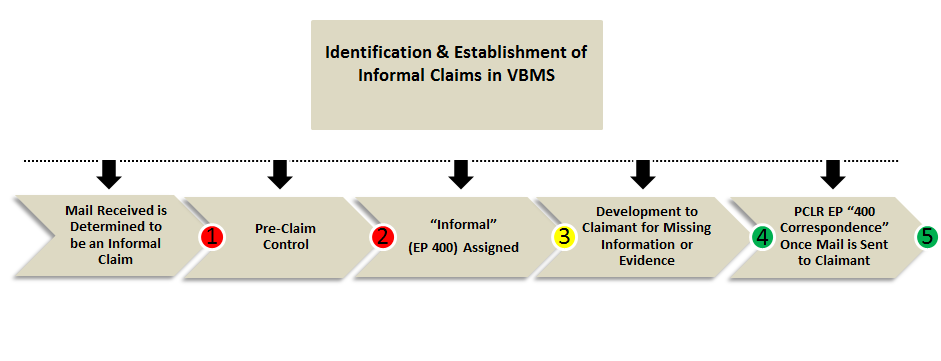 Identification & Establishment of
Informal Claims in VBMS
Mail Received is
Determined to
be an Informal
Claim
1
Pre-Claim
Control
2
“Informal”
(EP 400) Assigned
3
Development to
Claimant for Missing
Information or
Evidence
4
PCLR EP “400
Correspondence”
Once Mail is Sent
to Claimant
5